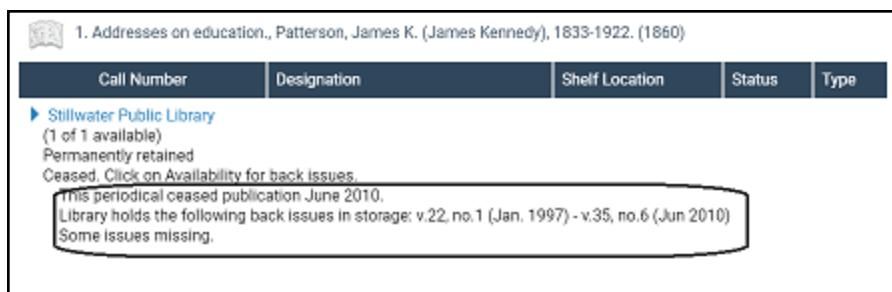 1. Addresses on education., Patterson, James K. (James Kennedy), 1833-1922. (1860)
Call Number Designation Shelf Location Status Type
Stillwater Public Library
(1 of 1 available)
Permanently retained
Ceased. Click on Availability for back issues.
This periodical ceased publication June 2010.
Library holds the following back issues in storage: v.22, no.1 (Jan. 1997) - v.35, no.6 (Jun 2010)
Some issues missing.